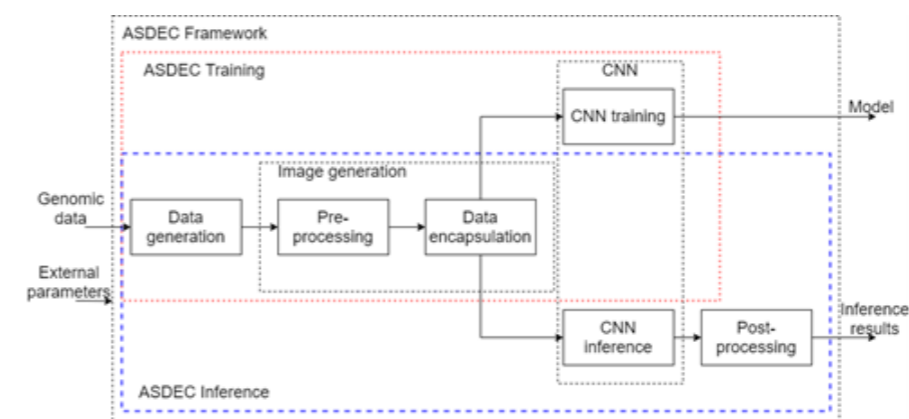 ASDEC Framework
ASDEC Training
CNN
CNN training
Model
Image generation
Genomic
data
Data
generation
Pre-
processing
Data
encapsulation
External
parameters
CNN
inference
Post-
processing
Inference
results
ASDEC Inference